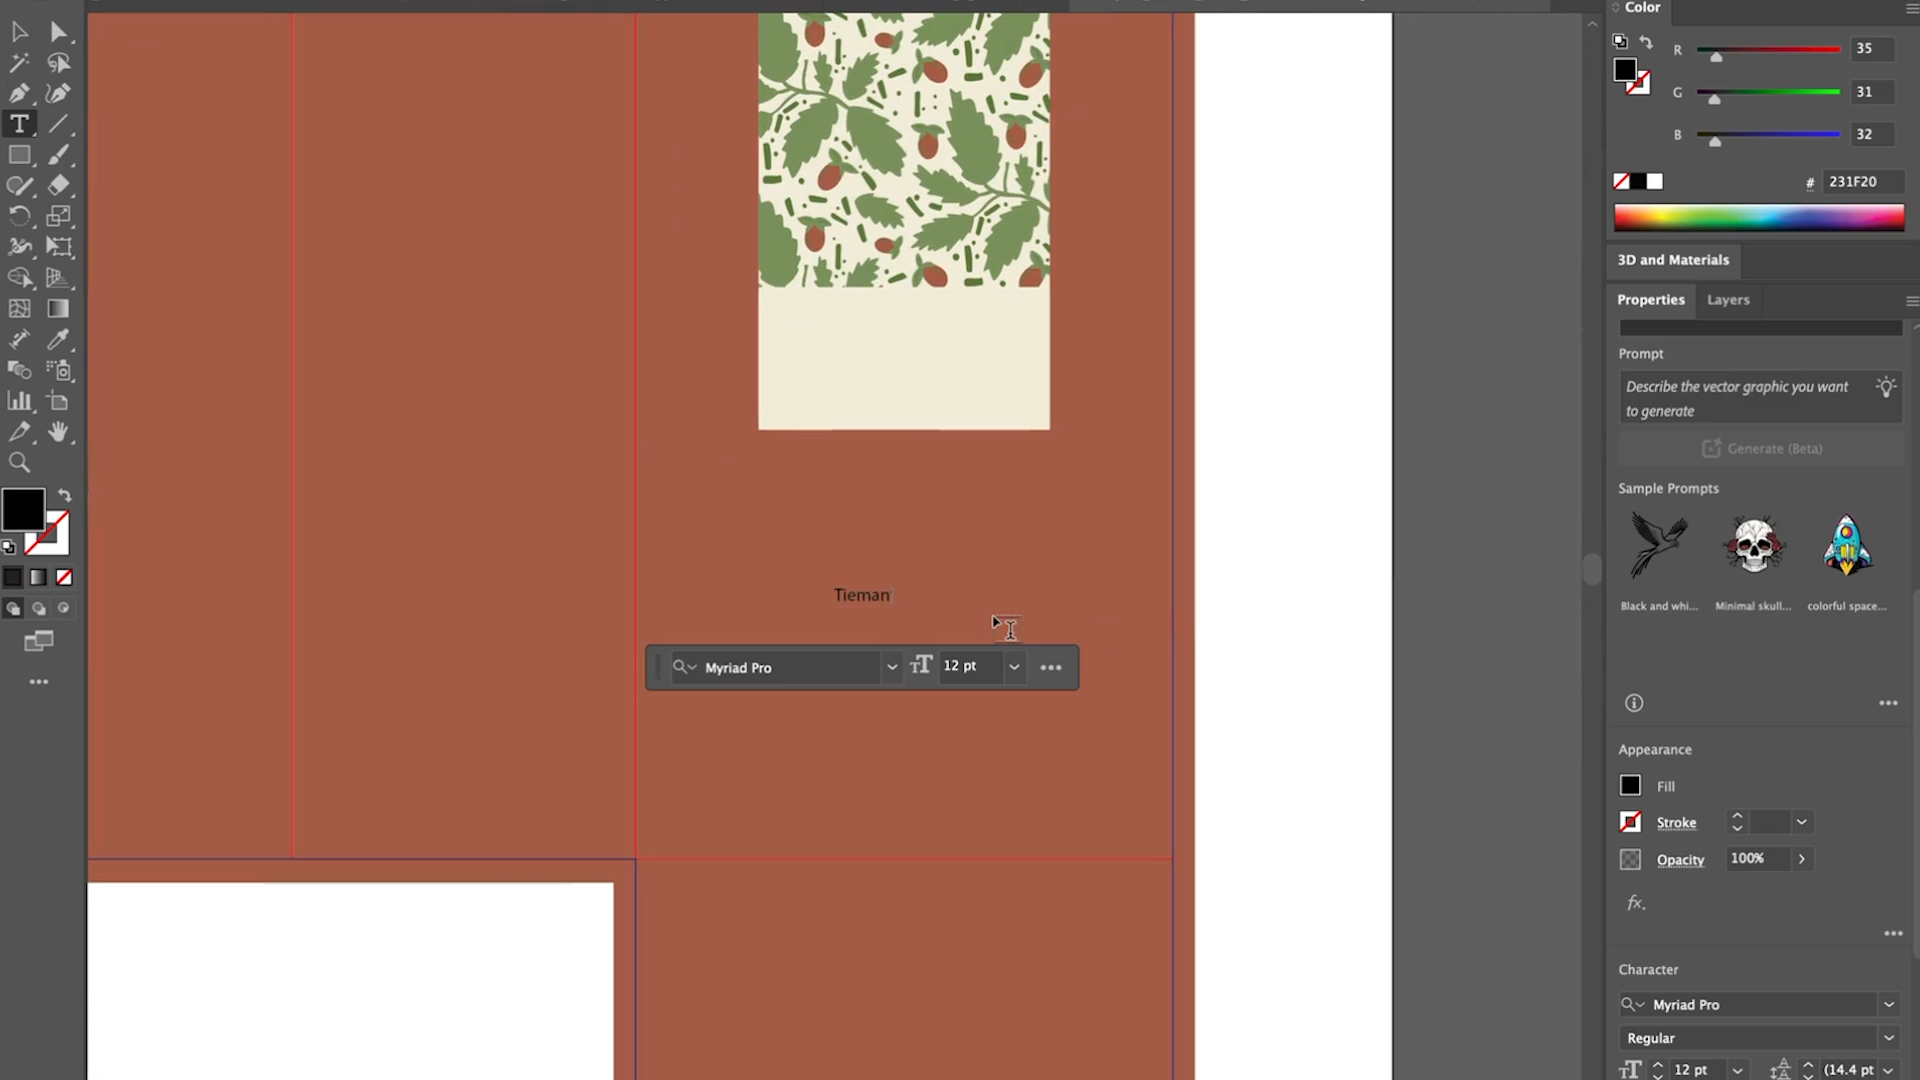 Color
R 35
G 31
B 32
# 231F20
3D and Materials
Properties Layers
Prompt
Describe the vector graphic you want
to generate
Generate (Beta)
Sample Prompts
Black and whi... Minimal skull... colorful space...
Appearance
Fill
Stroke
Opacity 100%
fx.
Character
Myriad Pro
Regular
12 pt (14.4 pt
Tieman
Myriad Pro 12 pt
T